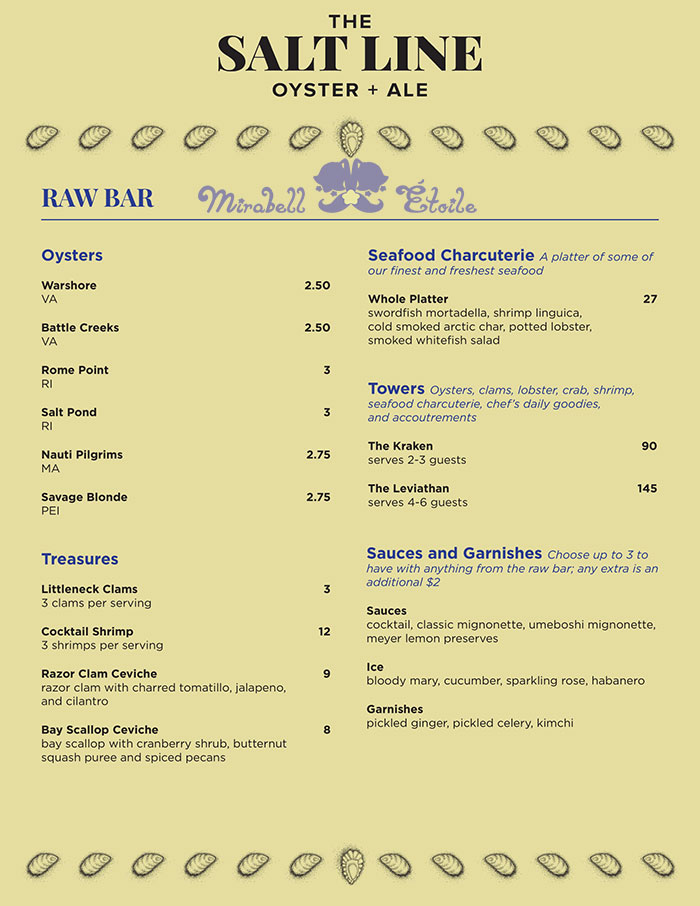 THE
SALT LINE
OYSTER + ALE
Mirabell Étoile
RAW BAR
Oysters
Warshore 2.50
VA
Battle Creeks 2.50
VA
Rome Point 3
RI
Salt Pond 3
RI
Nauti Pilgrims 2.75
MA
Savage Blonde 2.75
PEI
Treasures
Littleneck Clams 3
3 clams per serving
Cocktail Shrimp 12
3 shrimps per serving
Razor Clam Ceviche 9
razor clam with charred tomatillo, jalapeno,
and cilantro
Bay Scallop Ceviche 8
bay scallop with cranberry shrub, butternut
squash puree and spiced pecans
Seafood Charcuterie A platter of some of
our finest and freshest seafood
Whole Platter 27
swordfish mortadella, shrimp linguica,
cold smoked arctic char, potted lobster,
smoked whitefish salad
Towers Oysters, clams, lobster, crab, shrimp,
seafood charcuterie, chef's daily goodies,
and accoutrements
The Kraken 90
serves 2-3 guests
The Leviathan 145
serves 4-6 guests
Sauces and Garnishes Choose up to 3 to
have with anything from the raw bar; any extra is an
additional $2
Sauces
cocktail, classic mignonette, umeboshi mignonette,
meyer lemon preserves
Ice
bloody mary, cucumber, sparkling rose, habanero
Garnishes
pickled ginger, pickled celery, kimchi